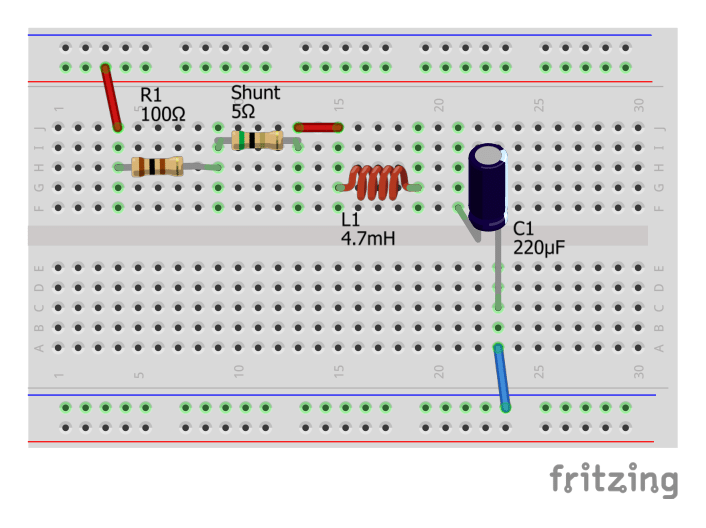 1 5 10 15 20 25 30
R1
100Ω
Shunt
5Ω
J J
I I
H H
G G
F F
L1
4.7mH
C1
220µF
E E
D D
C C
B B
A A
1 5 10 15 20 25 30
fritzing